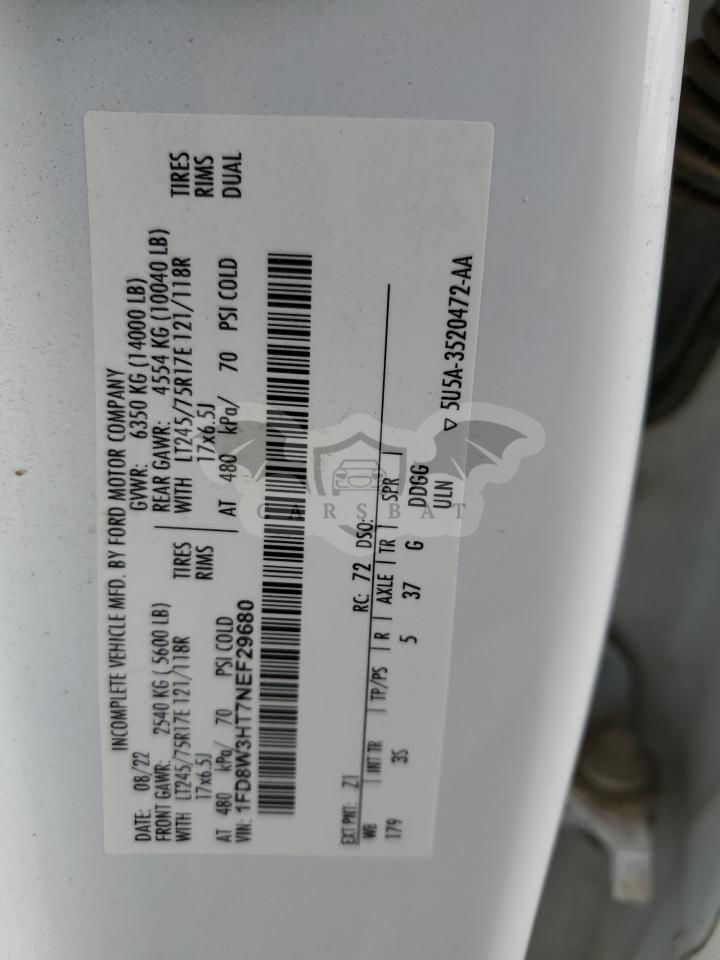 INCOMPLETE VEHICLE MFD. BY FORD MOTOR COMPANY
DATE: 08/22 GVWR: 6350 KG (14000 LB)
FRONT GAWR: 2540 KG ( 5600 LB) REAR GAWR: 4554 KG (10040 LB)
WITH LT245/75R17E 121/118R TIRES WITH LT245/75R17E 121/118R TIRES
17x6.5J RIMS 17x6.5J RIMS
AT 480 kPa/ 70 PSI COLD AT 480 kPa/ 70 PSI COLD DUAL
VIN: 1FD8W3HT7NEF29680
EXT PNT: Z1 RC: 72 DSO:
WB INT TR TP/PS R AXLE TR SPR
179 3S 5 37 G DDGG
ULN
▽ 5U5A-3520472-AA
CARSBAT